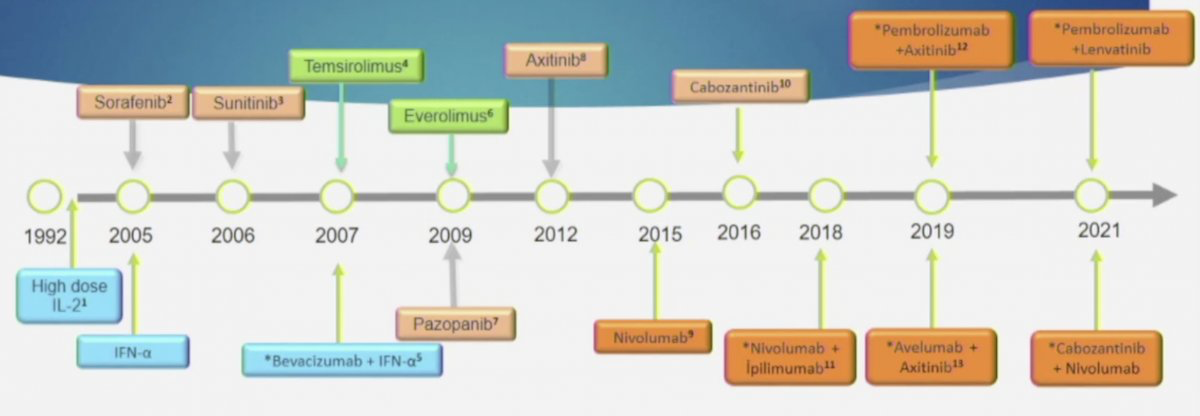 *Pembrolizumab
+Axitinib¹²
*Pembrolizumab
+Lenvatinib
Axitinib⁸
Temsirolimus⁴
Cabozantinib¹⁰
Sorafenib²
Sunitinib³
Everolimus⁶
1992
2005
2006
2007
2009
2012
2015
2016
2018
2019
2021
High dose
IL-2¹
IFN-α
*Bevacizumab + IFN-α⁵
Pazopanib⁷
Nivolumab⁹
*Nivolumab +
İpilimumab¹¹
*Avelumab +
Axitinib¹³
*Cabozantinib
+ Nivolumab